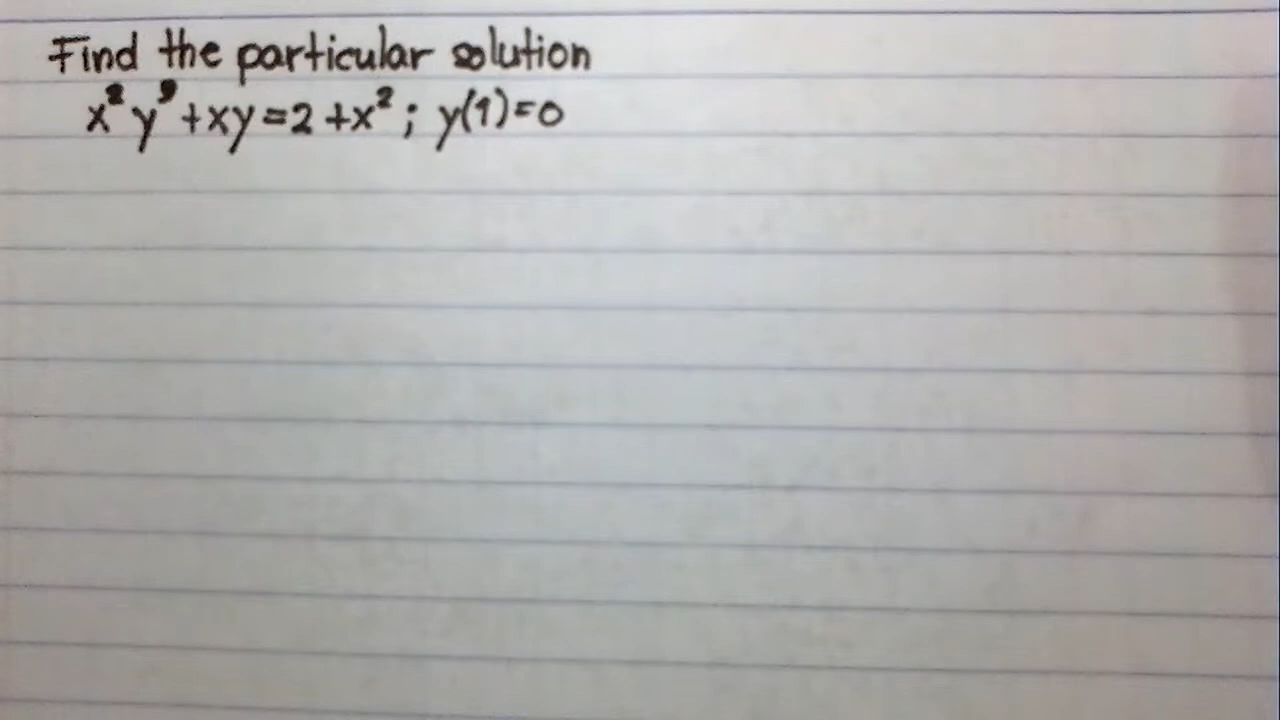 Find the particular solution
x²y'+xy=2+x²; y(1)=0